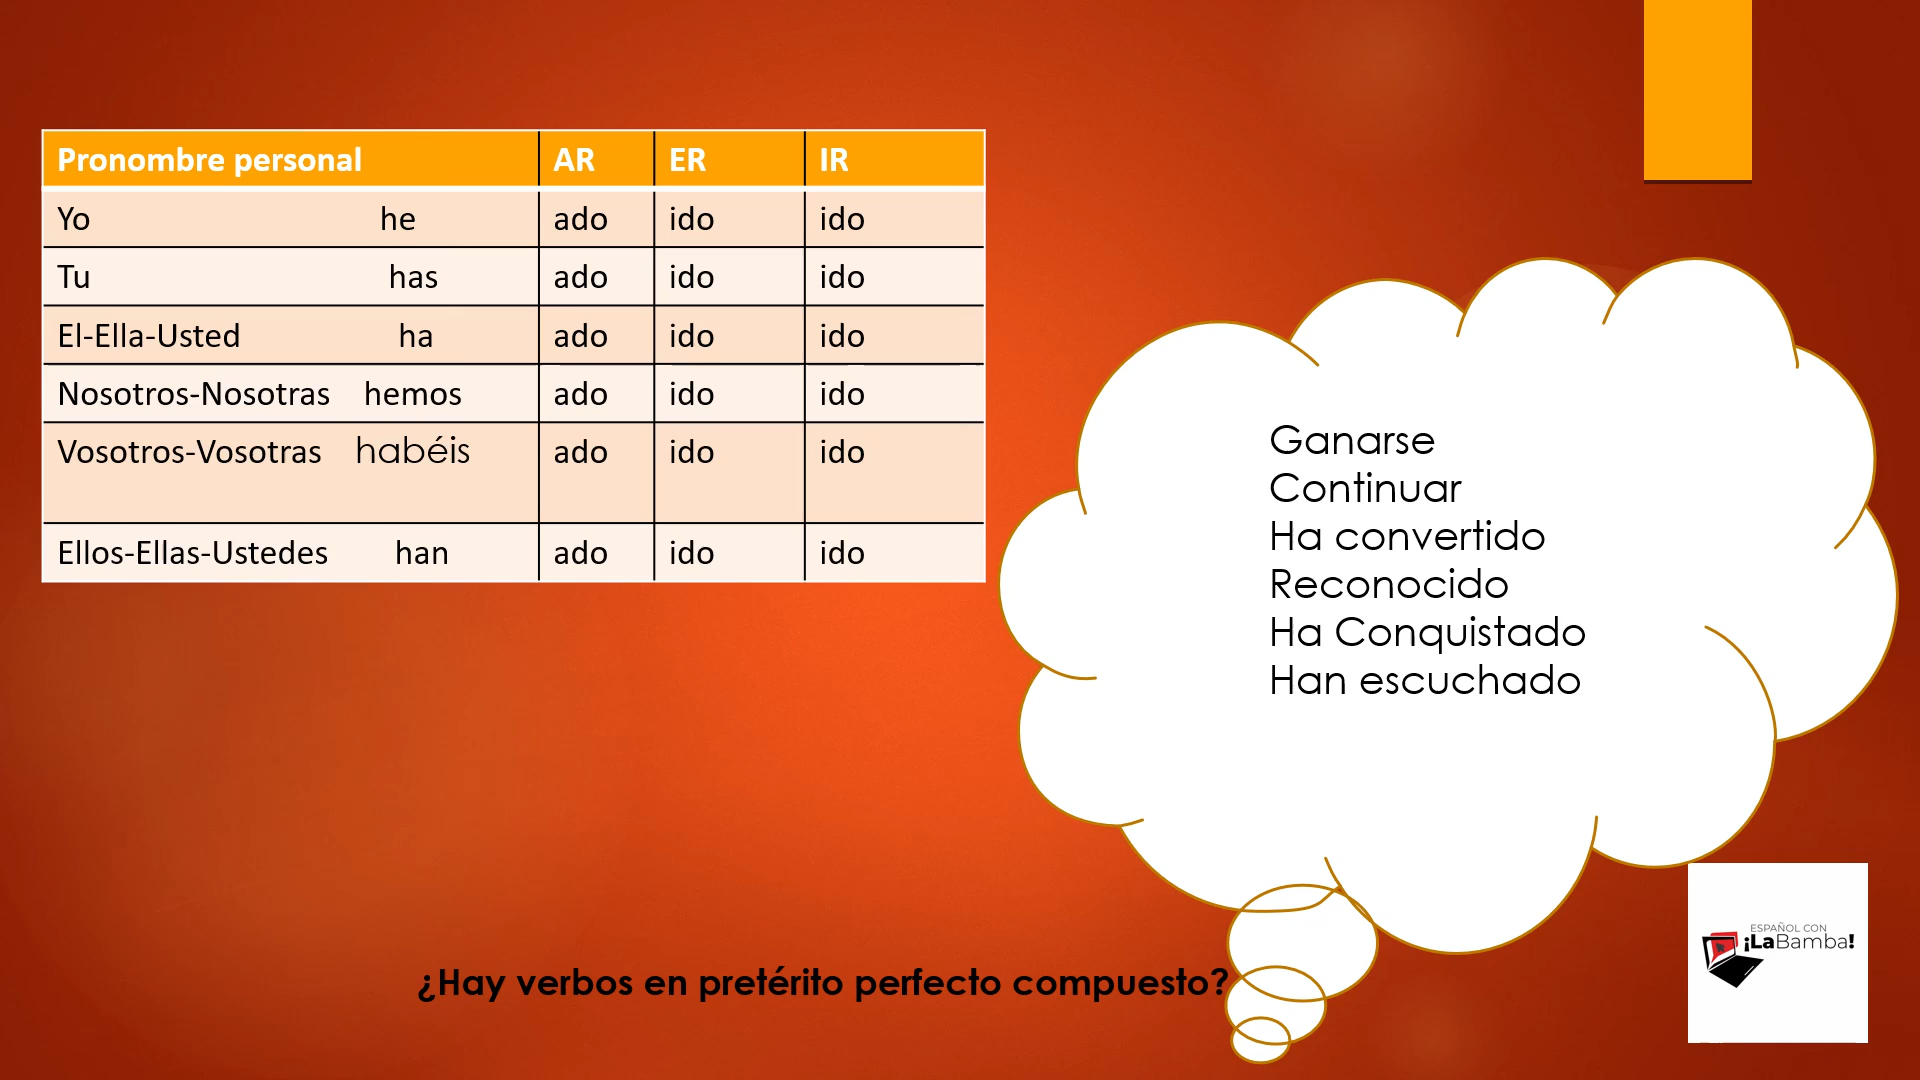 Pronombre personal AR ER IR
Yo he ado ido ido
Tu has ado ido ido
El-Ella-Usted ha ado ido ido
Nosotros-Nosotras hemos ado ido ido
Vosotros-Vosotras habéis ado ido ido
Ellos-Ellas-Ustedes han ado ido ido
Ganarse
Continuar
Ha convertido
Reconocido
Ha Conquistado
Han escuchado
¿Hay verbos en pretérito perfecto compuesto?
ESPAÑOL CON
¡LaBamba!